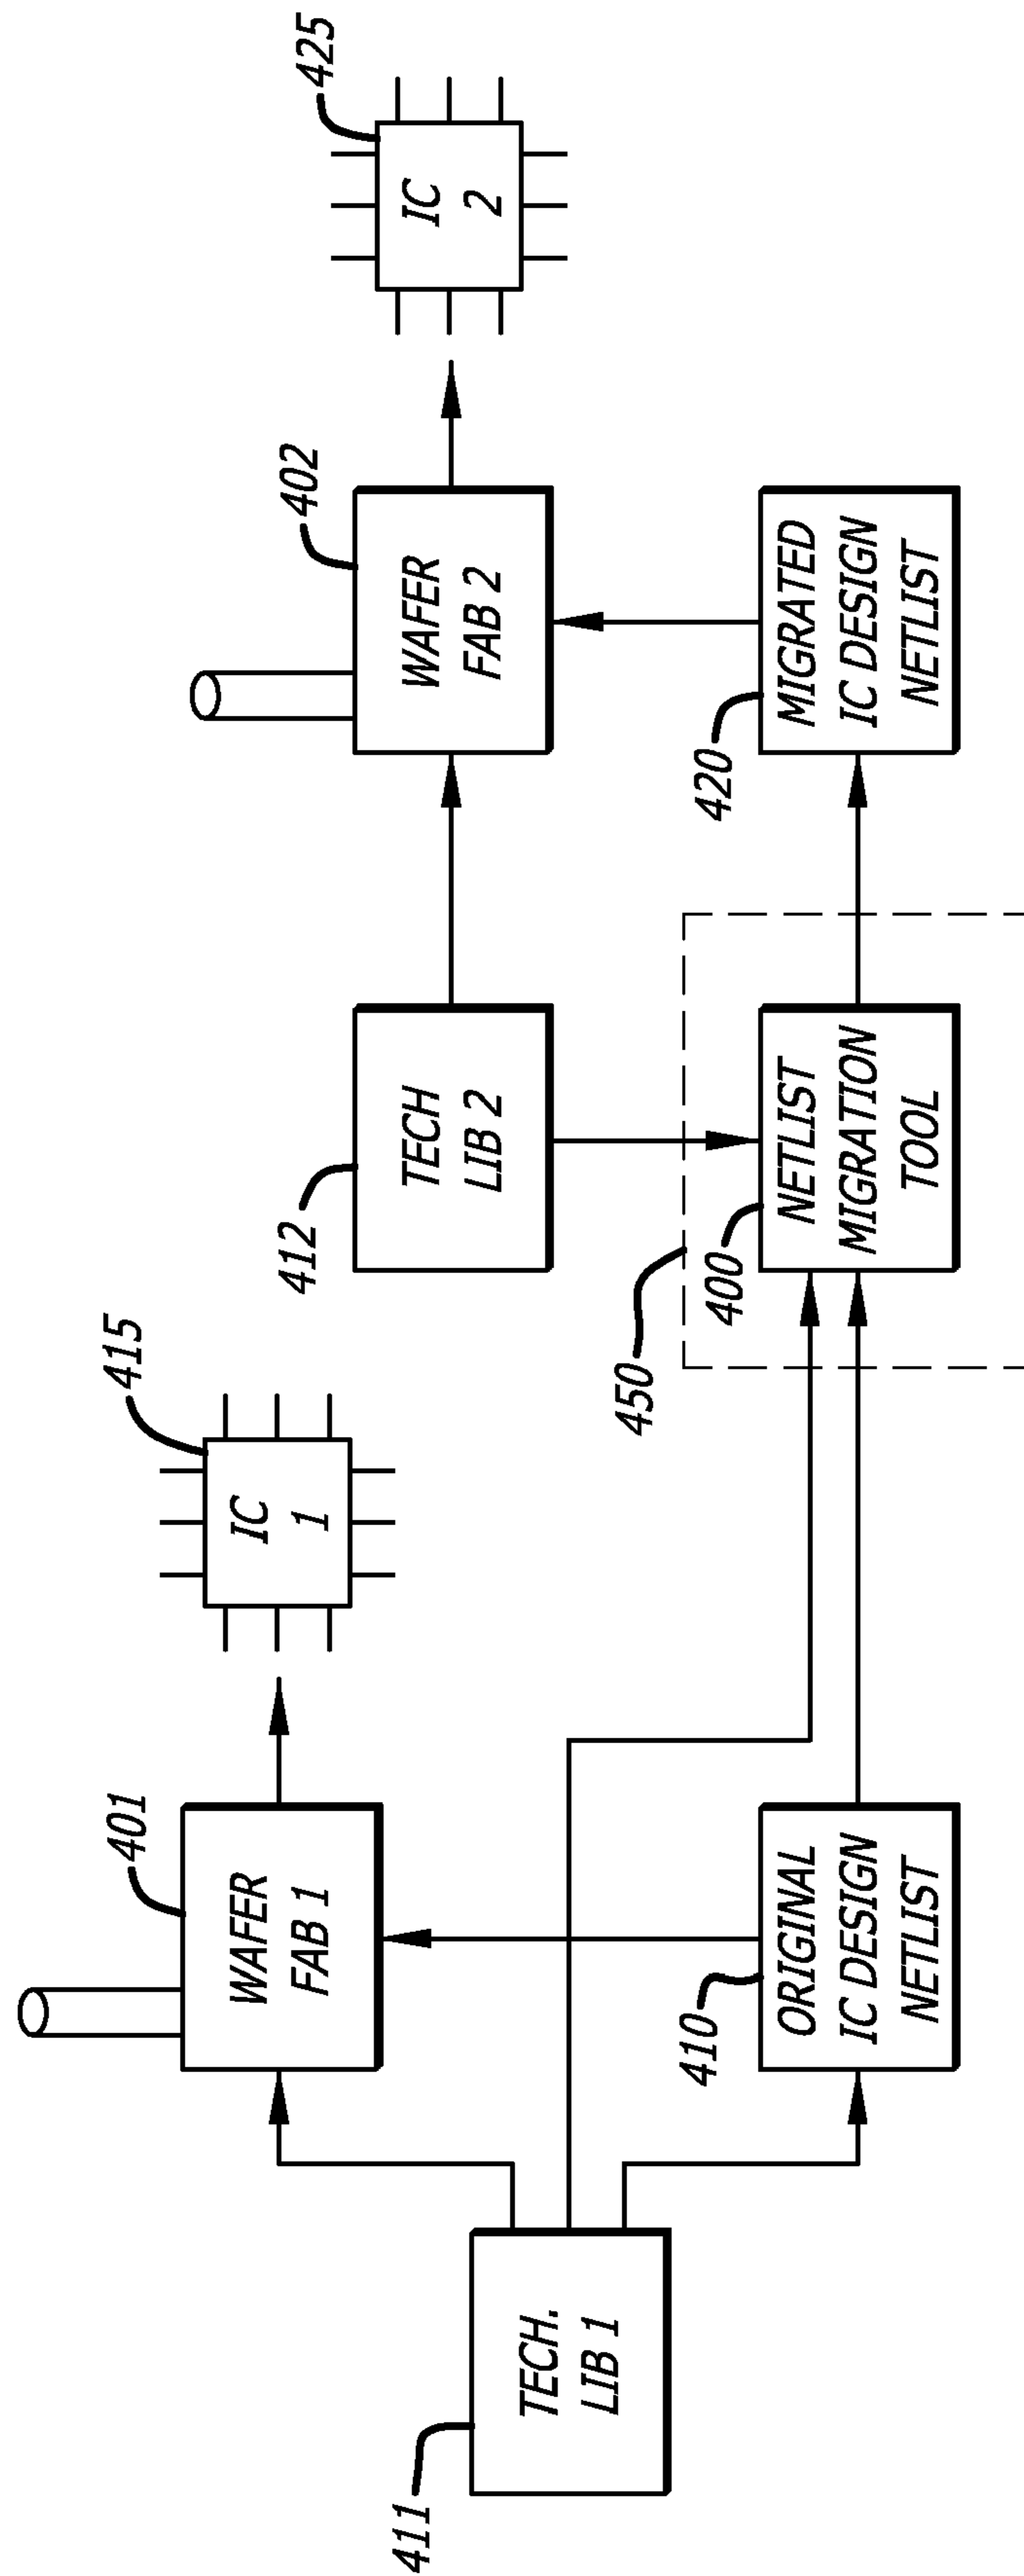 411
TECH.
LIB 1
401
WAFER
FAB 1
410
ORIGINAL
IC DESIGN
NETLIST
415
IC
1
412
TECH
LIB 2
450
400
NETLIST
MIGRATION
TOOL
402
WAFER
FAB 2
420
MIGRATED
IC DESIGN
NETLIST
425
IC
2